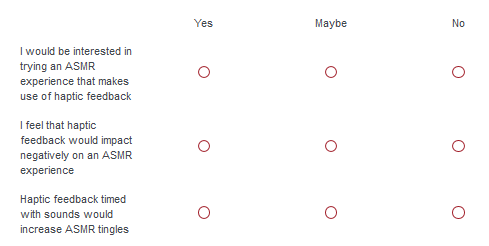 Yes Maybe No
I would be interested in
trying an ASMR
experience that makes
use of haptic feedback
I feel that haptic
feedback would impact
negatively on an ASMR
experience
Haptic feedback timed
with sounds would
increase ASMR tingles